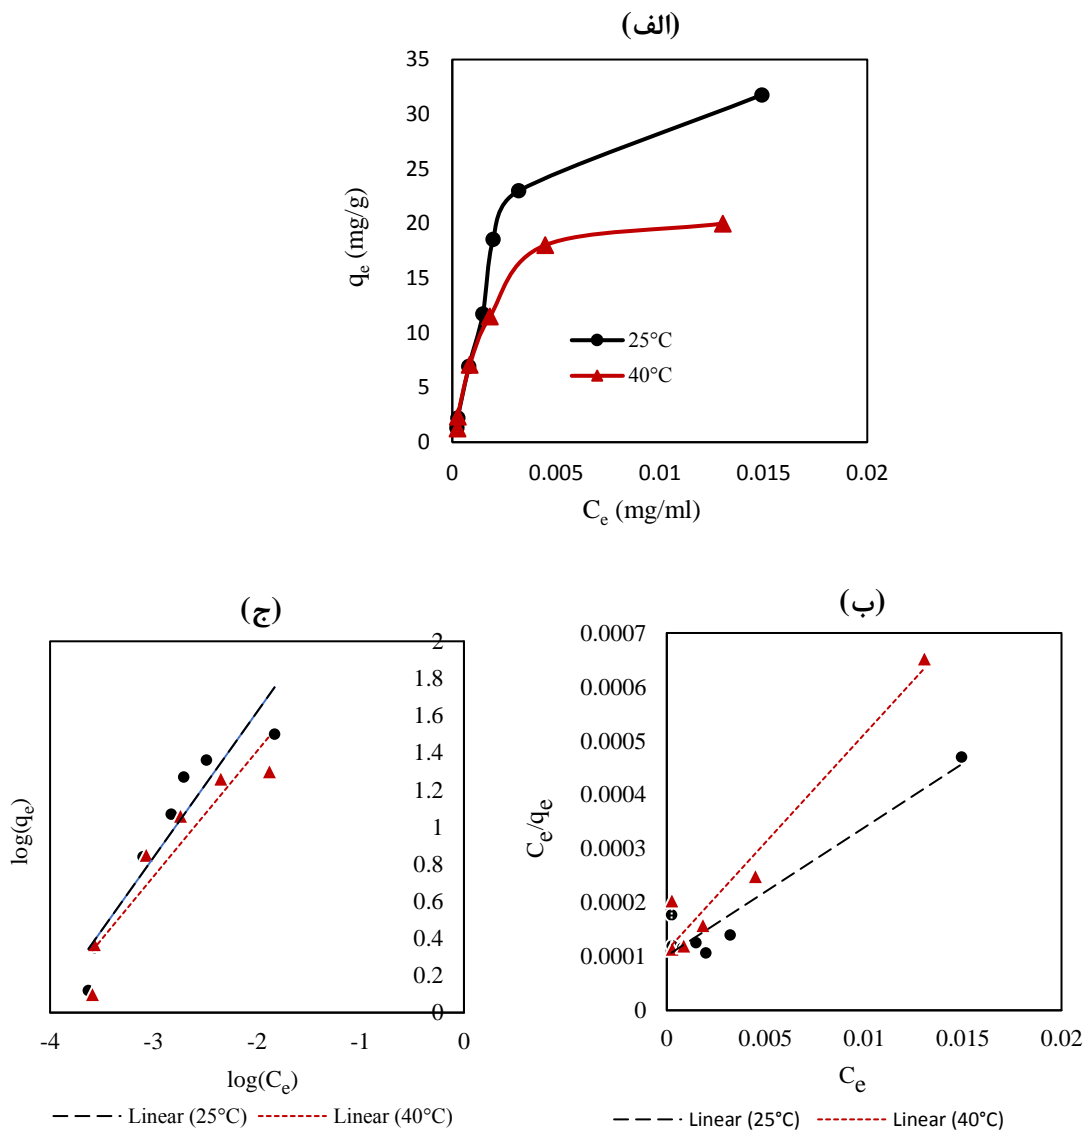 (الف)
35
30
25
20
15
10
5
0
qe (mg/g)
25°C
40°C
0 0.005 0.01 0.015 0.02
Ce (mg/ml)
(ب)
0.0007
0.0006
0.0005
0.0004
0.0003
0.0002
0.0001
0
Ce/qe
0 0.005 0.01 0.015 0.02
Ce
Linear (25°C) Linear (40°C)
(ج)
2
1.8
1.6
1.4
1.2
1
0.8
0.6
0.4
0.2
0
log(qe)
-4 -3 -2 -1 0
log(Ce)
Linear (25°C) Linear (40°C)